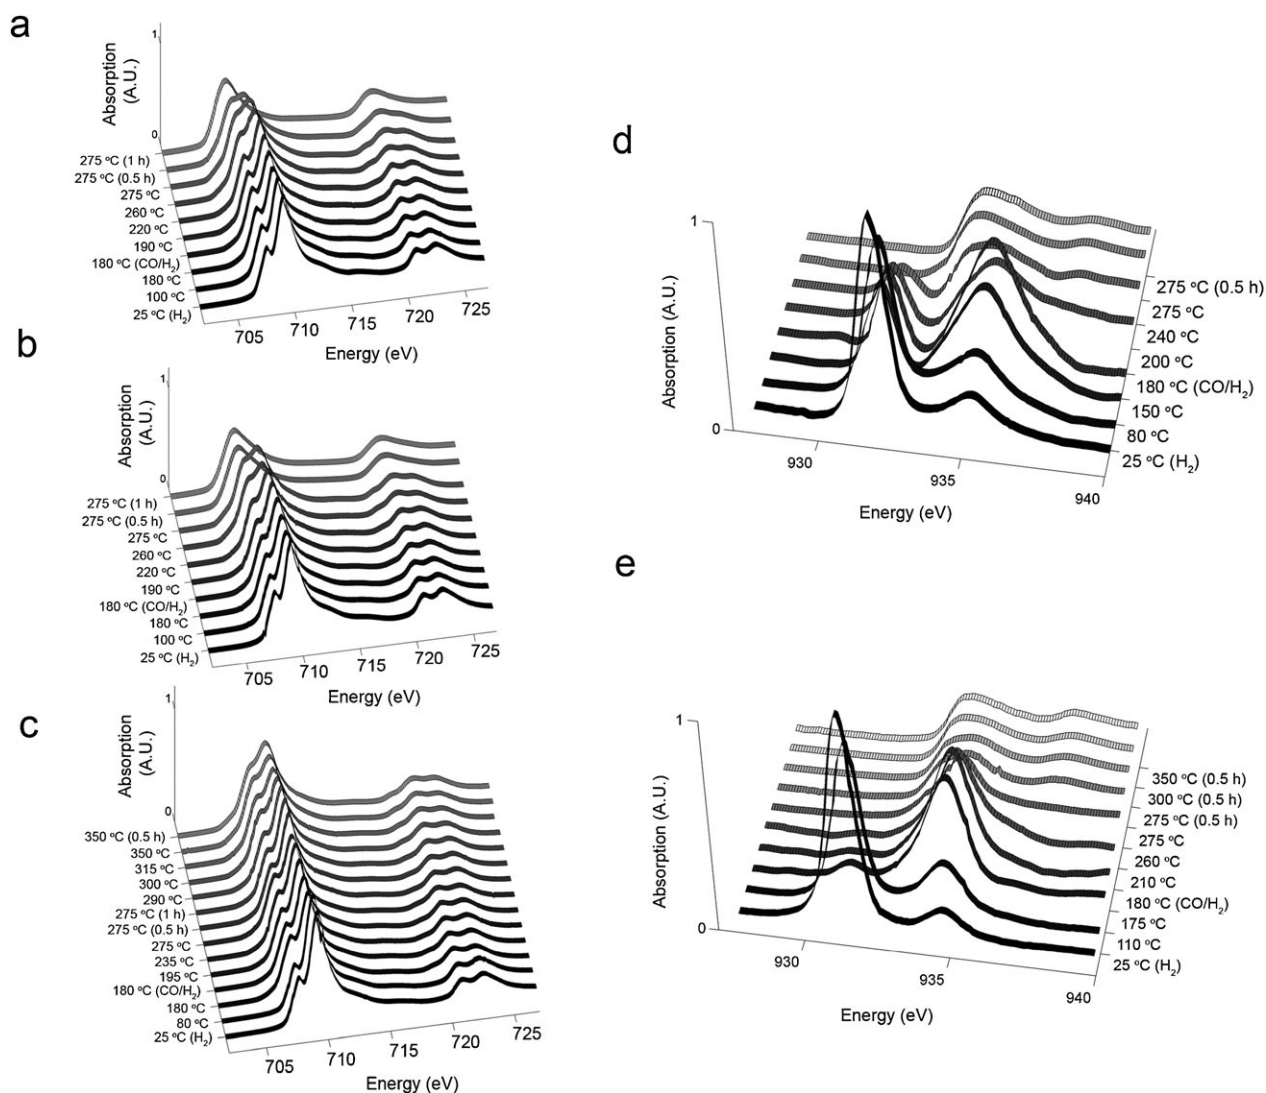 a
Absorption
(A.U.)
1
0
275 ºC (1 h)
275 ºC (0.5 h)
275 ºC
260 ºC
220 ºC
190 ºC
180 ºC (CO/H₂)
180 ºC
100 ºC
25 ºC (H₂)
705
710
715
720
725
Energy (eV)
b
Absorption
(A.U.)
1
0
275 ºC (1 h)
275 ºC (0.5 h)
275 ºC
260 ºC
220 ºC
190 ºC
180 ºC (CO/H₂)
180 ºC
100 ºC
25 ºC (H₂)
705
710
715
720
725
Energy (eV)
c
Absorption
(A.U.)
1
0
350 ºC (0.5 h)
350 ºC
315 ºC
300 ºC
290 ºC
275 ºC (1 h)
275 ºC (0.5 h)
275 ºC
235 ºC
195 ºC
180 ºC (CO/H₂)
180 ºC
80 ºC
25 ºC (H₂)
705
710
715
720
725
Energy (eV)
d
Absorption (A.U.)
1
0
275 ºC (0.5 h)
275 ºC
240 ºC
200 ºC
180 ºC (CO/H₂)
150 ºC
80 ºC
25 ºC (H₂)
930
935
940
Energy (eV)
e
Absorption (A.U.)
1
0
350 ºC (0.5 h)
300 ºC (0.5 h)
275 ºC (0.5 h)
275 ºC
260 ºC
210 ºC
180 ºC (CO/H₂)
175 ºC
110 ºC
25 ºC (H₂)
930
935
940
Energy (eV)